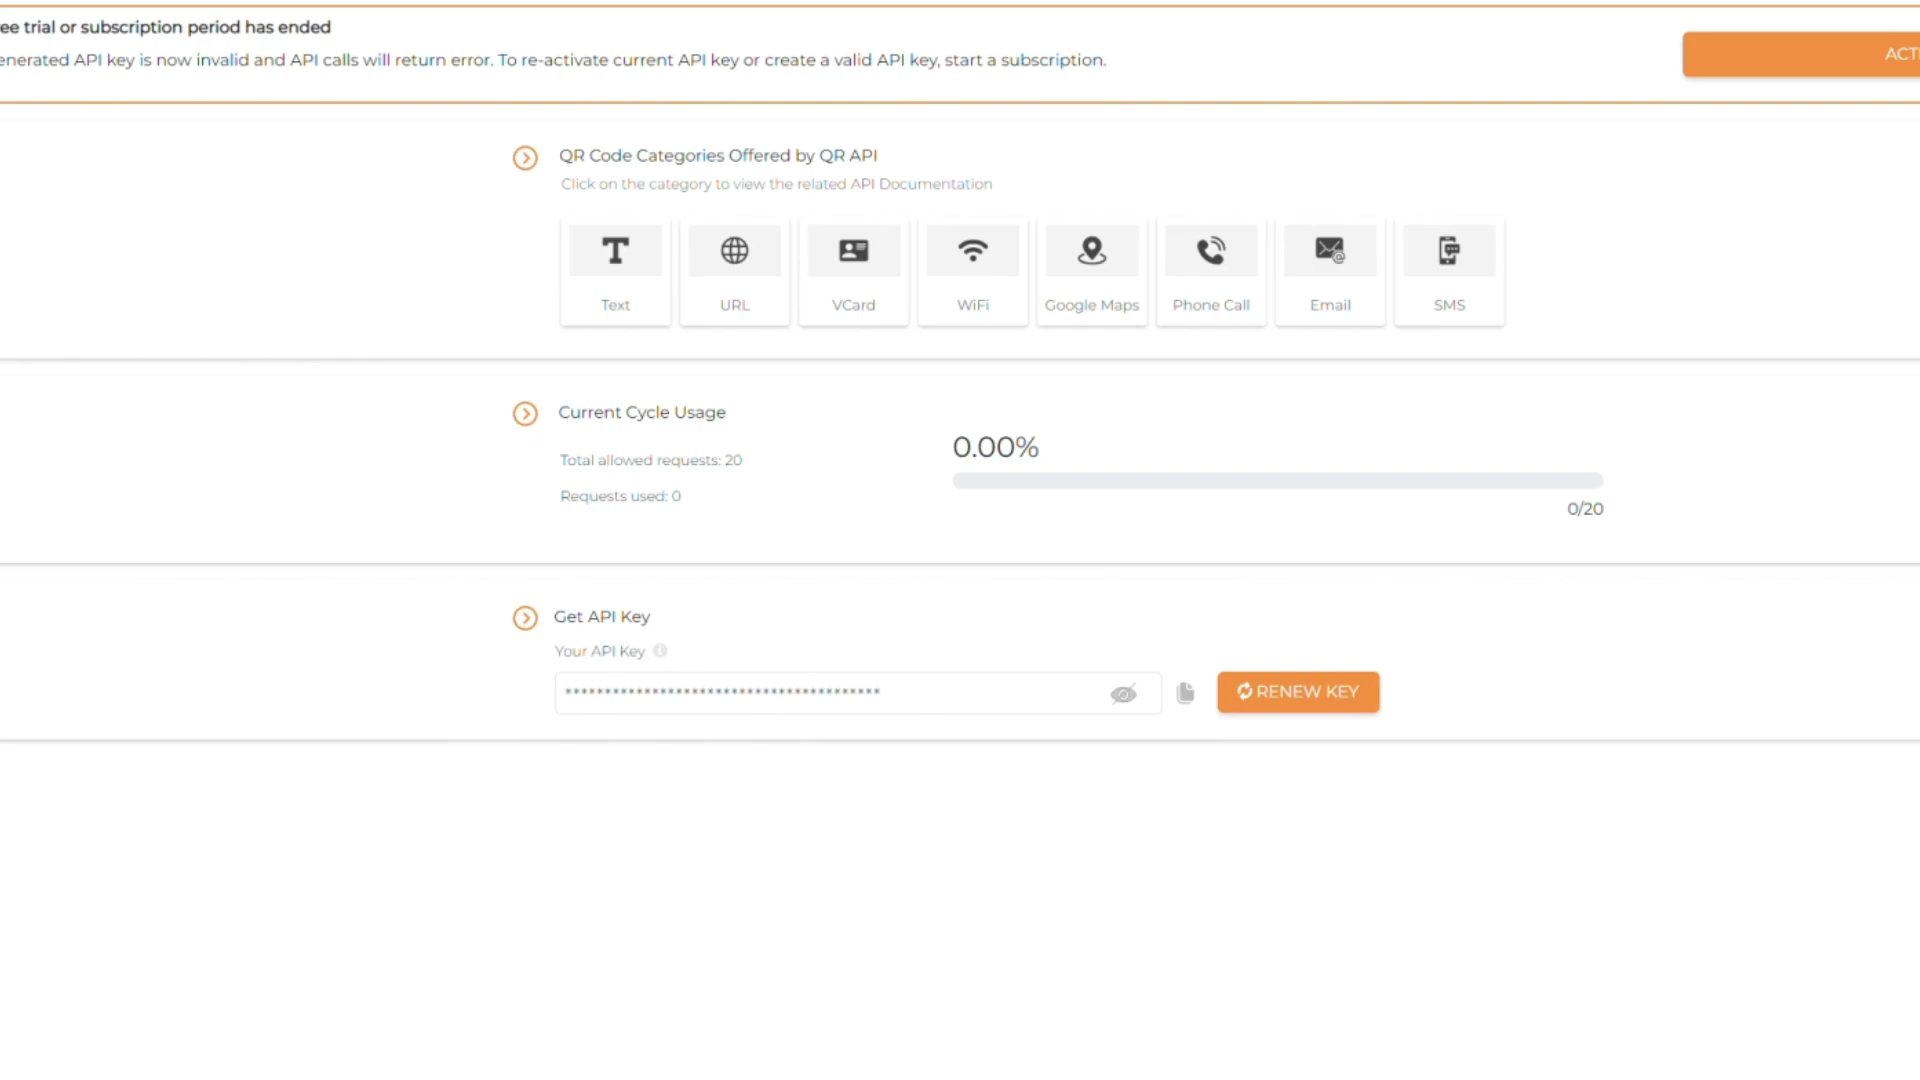 ee trial or subscription period has ended
enerated API key is now invalid and API calls will return error. To re-activate current API key or create a valid API key, start a subscription.
ACTI
QR Code Categories Offered by QR API
Click on the category to view the related API Documentation
Text
URL
VCard
WiFi
Google Maps
Phone Call
Email
SMS
Current Cycle Usage
0.00%
Total allowed requests: 20
Requests used: 0
0/20
Get API Key
Your API Key
****************************************
RENEW KEY